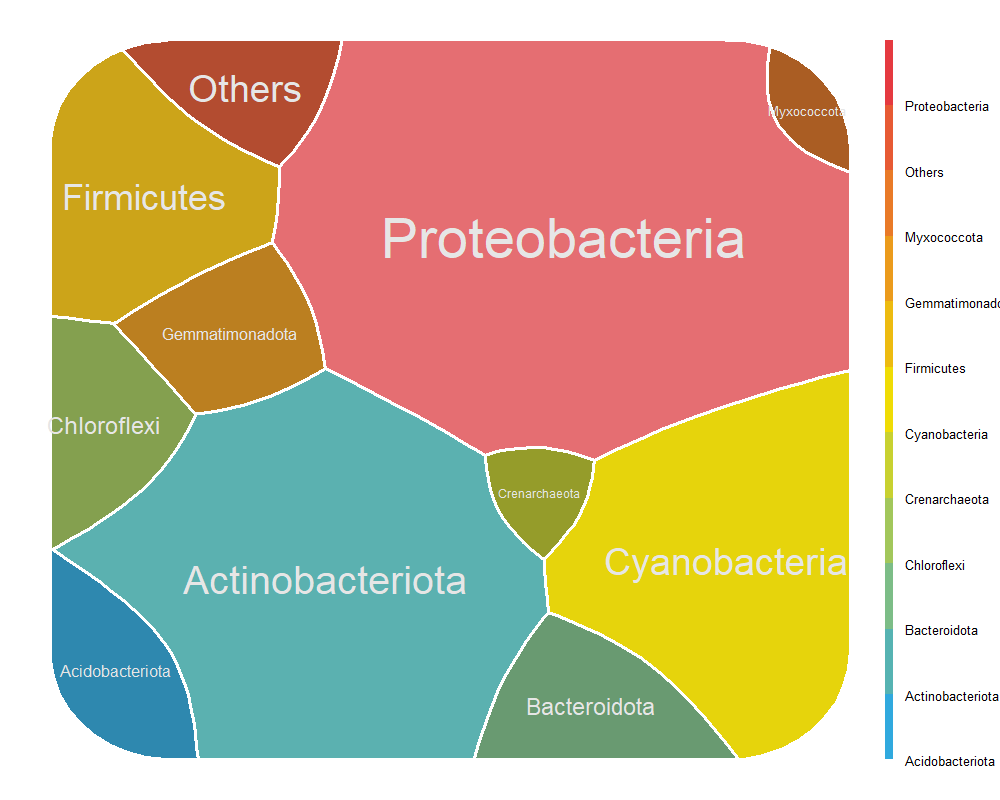 Others
Myxococcota
Firmicutes
Proteobacteria
Gemmatimonadota
Chloroflexi
Crenarchaeota
Cyanobacteria
Actinobacteriota
Acidobacteriota
Bacteroidota
Proteobacteria
Others
Myxococcota
Gemmatimonado
Firmicutes
Cyanobacteria
Crenarchaeota
Chloroflexi
Bacteroidota
Actinobacteriota
Acidobacteriota